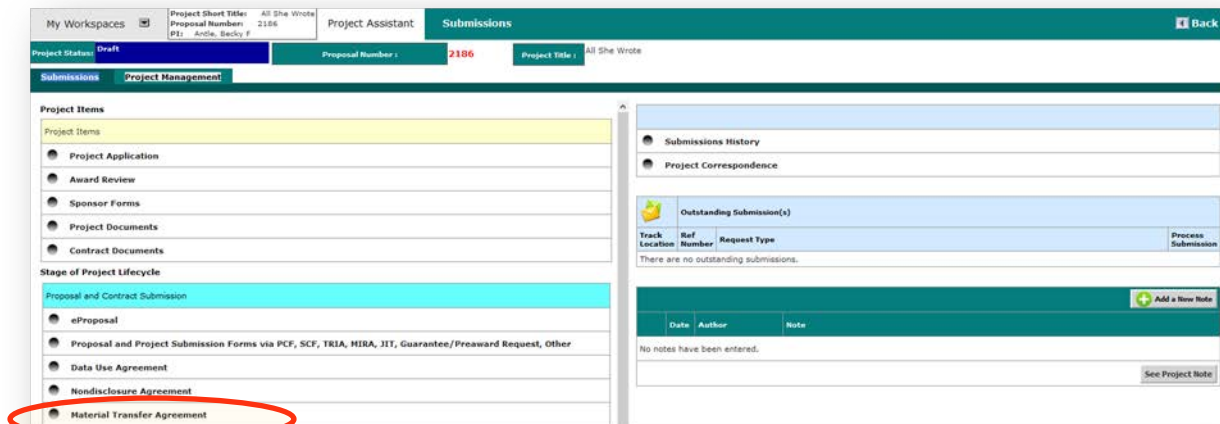 My Workspaces
Project Short Title: All She Wrote
Proposal Number: 2186
PI: Antle, Becky F
Project Assistant
Submissions
Back
Project Status: Draft
Proposal Number :
2186
Project Title :
All She Wrote
Submissions
Project Management
Project Items
Project Items
Project Application
Award Review
Sponsor Forms
Project Documents
Contract Documents
Stage of Project Lifecycle
Proposal and Contract Submission
eProposal
Proposal and Project Submission Forms via PCF, SCF, TRIA, MIRA, JIT, Guarantee/Preaward Request, Other
Data Use Agreement
Nondisclosure Agreement
Material Transfer Agreement
Submissions History
Project Correspondence
Outstanding Submission(s)
Track Location Ref Number Request Type Process Submission
There are no outstanding submissions.
Add a New Note
Date Author Note
No notes have been entered.
See Project Note